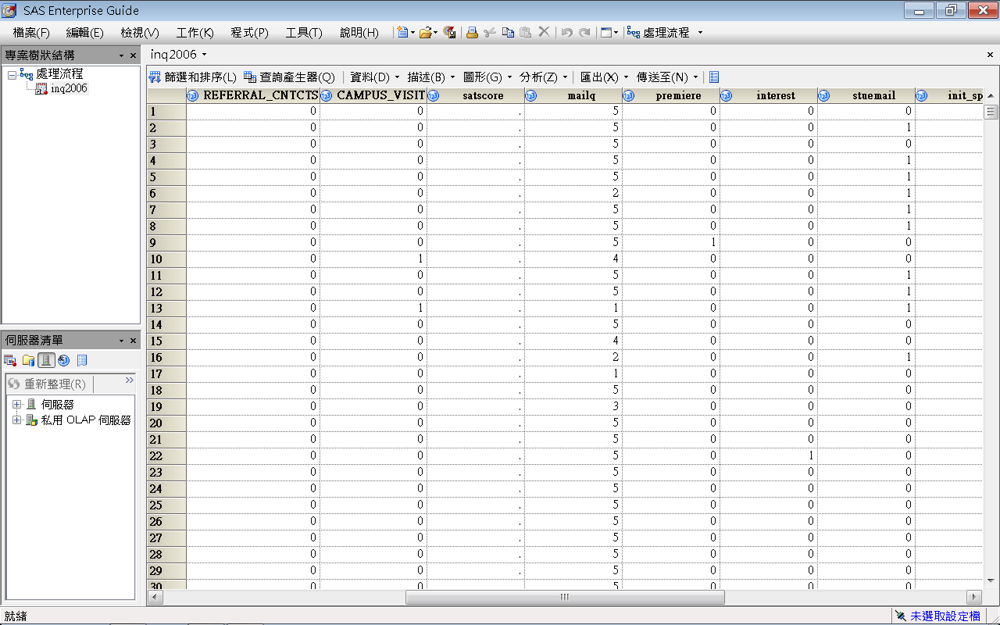 SAS Enterprise Guide
檔案(F) 編輯(E) 檢視(V) 工作(K) 程式(P) 工具(T) 說明(H) 處理流程
專案樹狀結構
處理流程
inq2006
伺服器清單
重新整理(R) »
伺服器
私用 OLAP 伺服器
inq2006
篩選和排序(L) 查詢產生器(Q) 資料(D) 描述(B) 圖形(G) 分析(Z) 匯出(X) 傳送至(N)
REFERRAL_CNTCTS CAMPUS_VISIT satscore mailq premiere interest stuemail init_sp
1 0 0 . 5 0 0 0
2 0 0 . 5 0 0 1
3 0 0 . 5 0 0 0
4 0 0 . 5 0 0 1
5 0 0 . 5 0 0 1
6 0 0 . 2 0 0 1
7 0 0 . 5 0 0 1
8 0 0 . 5 0 0 1
9 0 0 . 5 1 0 0
10 0 1 . 4 0 0 0
11 0 0 . 5 0 0 1
12 0 0 . 5 0 0 1
13 0 1 . 1 0 0 1
14 0 0 . 5 0 0 0
15 0 0 . 4 0 0 0
16 0 0 . 2 0 0 1
17 0 0 . 1 0 0 0
18 0 0 . 5 0 0 0
19 0 0 . 3 0 0 0
20 0 0 . 5 0 0 0
21 0 0 . 5 0 0 0
22 0 0 . 5 0 1 0
23 0 0 . 5 0 0 0
24 0 0 . 5 0 0 0
25 0 0 . 5 0 0 0
26 0 0 . 5 0 0 0
27 0 0 . 5 0 0 0
28 0 0 . 5 0 0 0
29 0 0 . 5 0 0 0
30 0 0 5 0 0 0
就緒
未選取設定檔